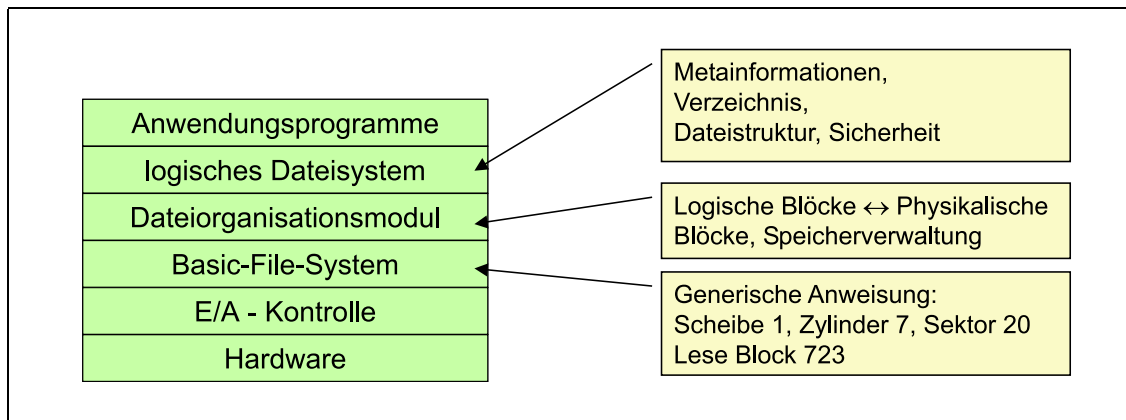 Anwendungsprogramme
logisches Dateisystem
Dateiorganisationsmodul
Basic-File-System
E/A - Kontrolle
Hardware
Metainformationen,
Verzeichnis,
Dateistruktur, Sicherheit
Logische Blöcke ↔ Physikalische
Blöcke, Speicherverwaltung
Generische Anweisung:
Scheibe 1, Zylinder 7, Sektor 20
Lese Block 723